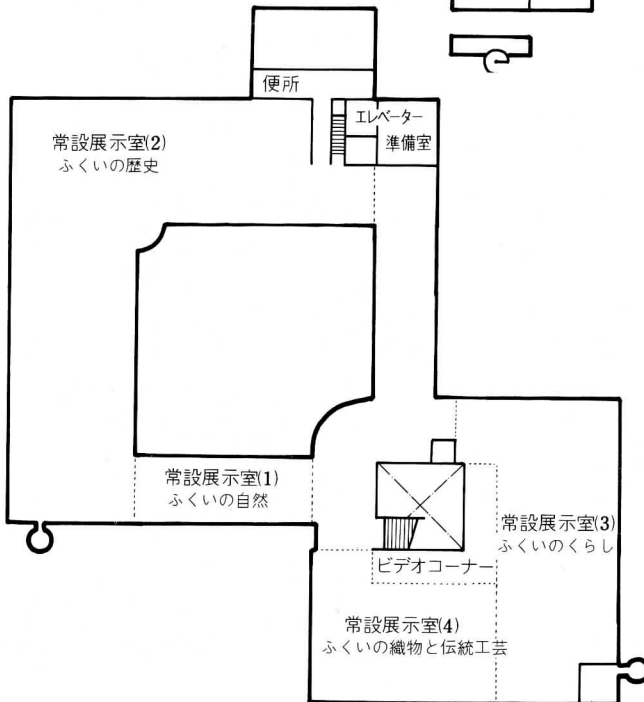 便所
エレベーター
準備室
常設展示室(2)
ふくいの歴史
常設展示室(1)
ふくいの自然
常設展示室(3)
ふくいのくらし
ビデオコーナー
常設展示室(4)
ふくいの織物と伝統工芸